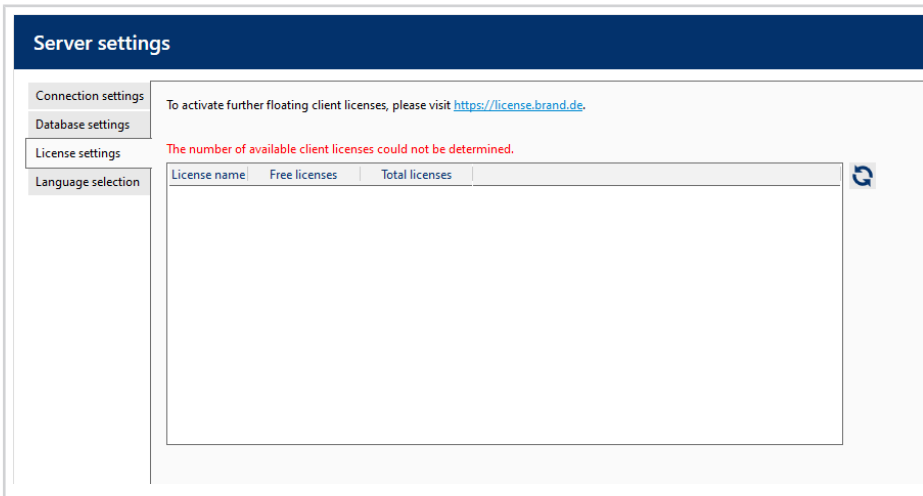 Server settings
Connection settings
Database settings
License settings
Language selection
To activate further floating client licenses, please visit https://license.brand.de.
The number of available client licenses could not be determined.
License name Free licenses Total licenses